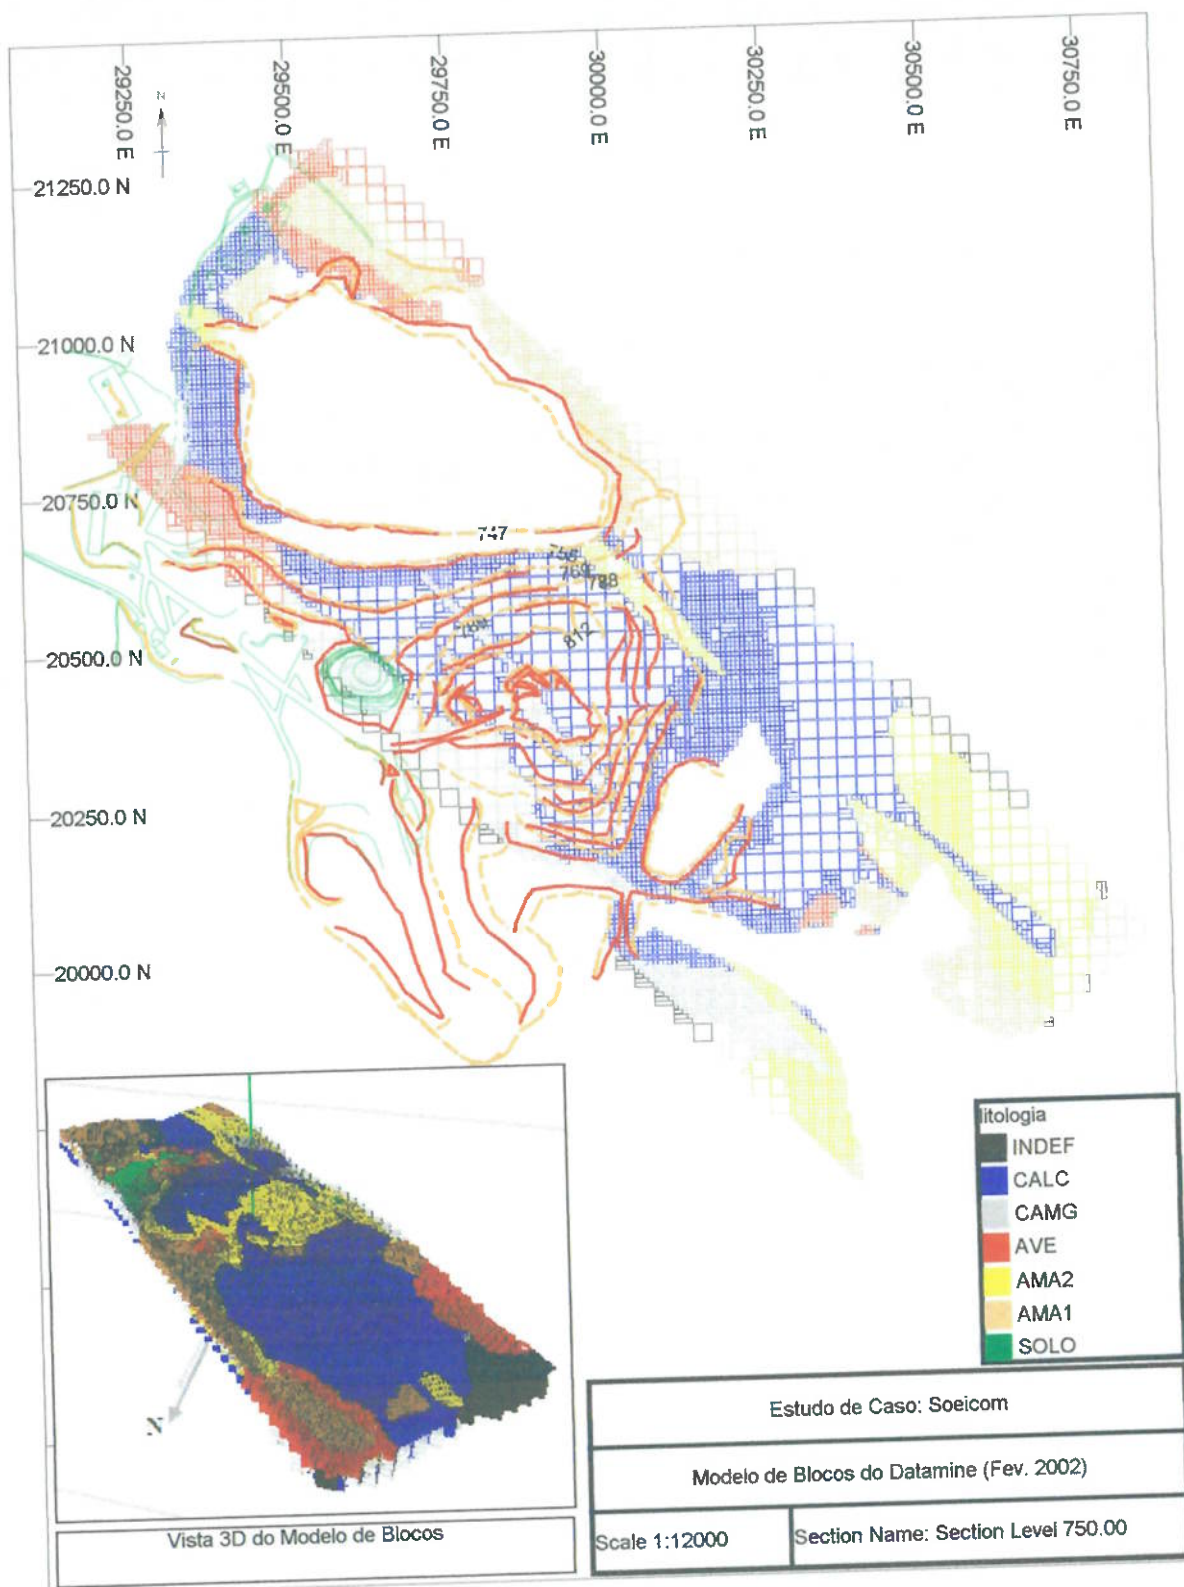 29250.0 E
29500.0 E
29750.0 E
30000.0 E
30250.0 E
30500.0 E
30750.0 E
z
21250.0 N
21000.0 N
20750.0 N
20500.0 N
20250.0 N
20000.0 N
747
769
788
812
litologia
INDEF
CALC
CAMG
AVE
AMA2
AMA1
SOLO
N
Vista 3D do Modelo de Blocos
Estudo de Caso: Soeicom
Modelo de Blocos do Datamine (Fev. 2002)
Scale 1:12000
Section Name: Section Level 750.00